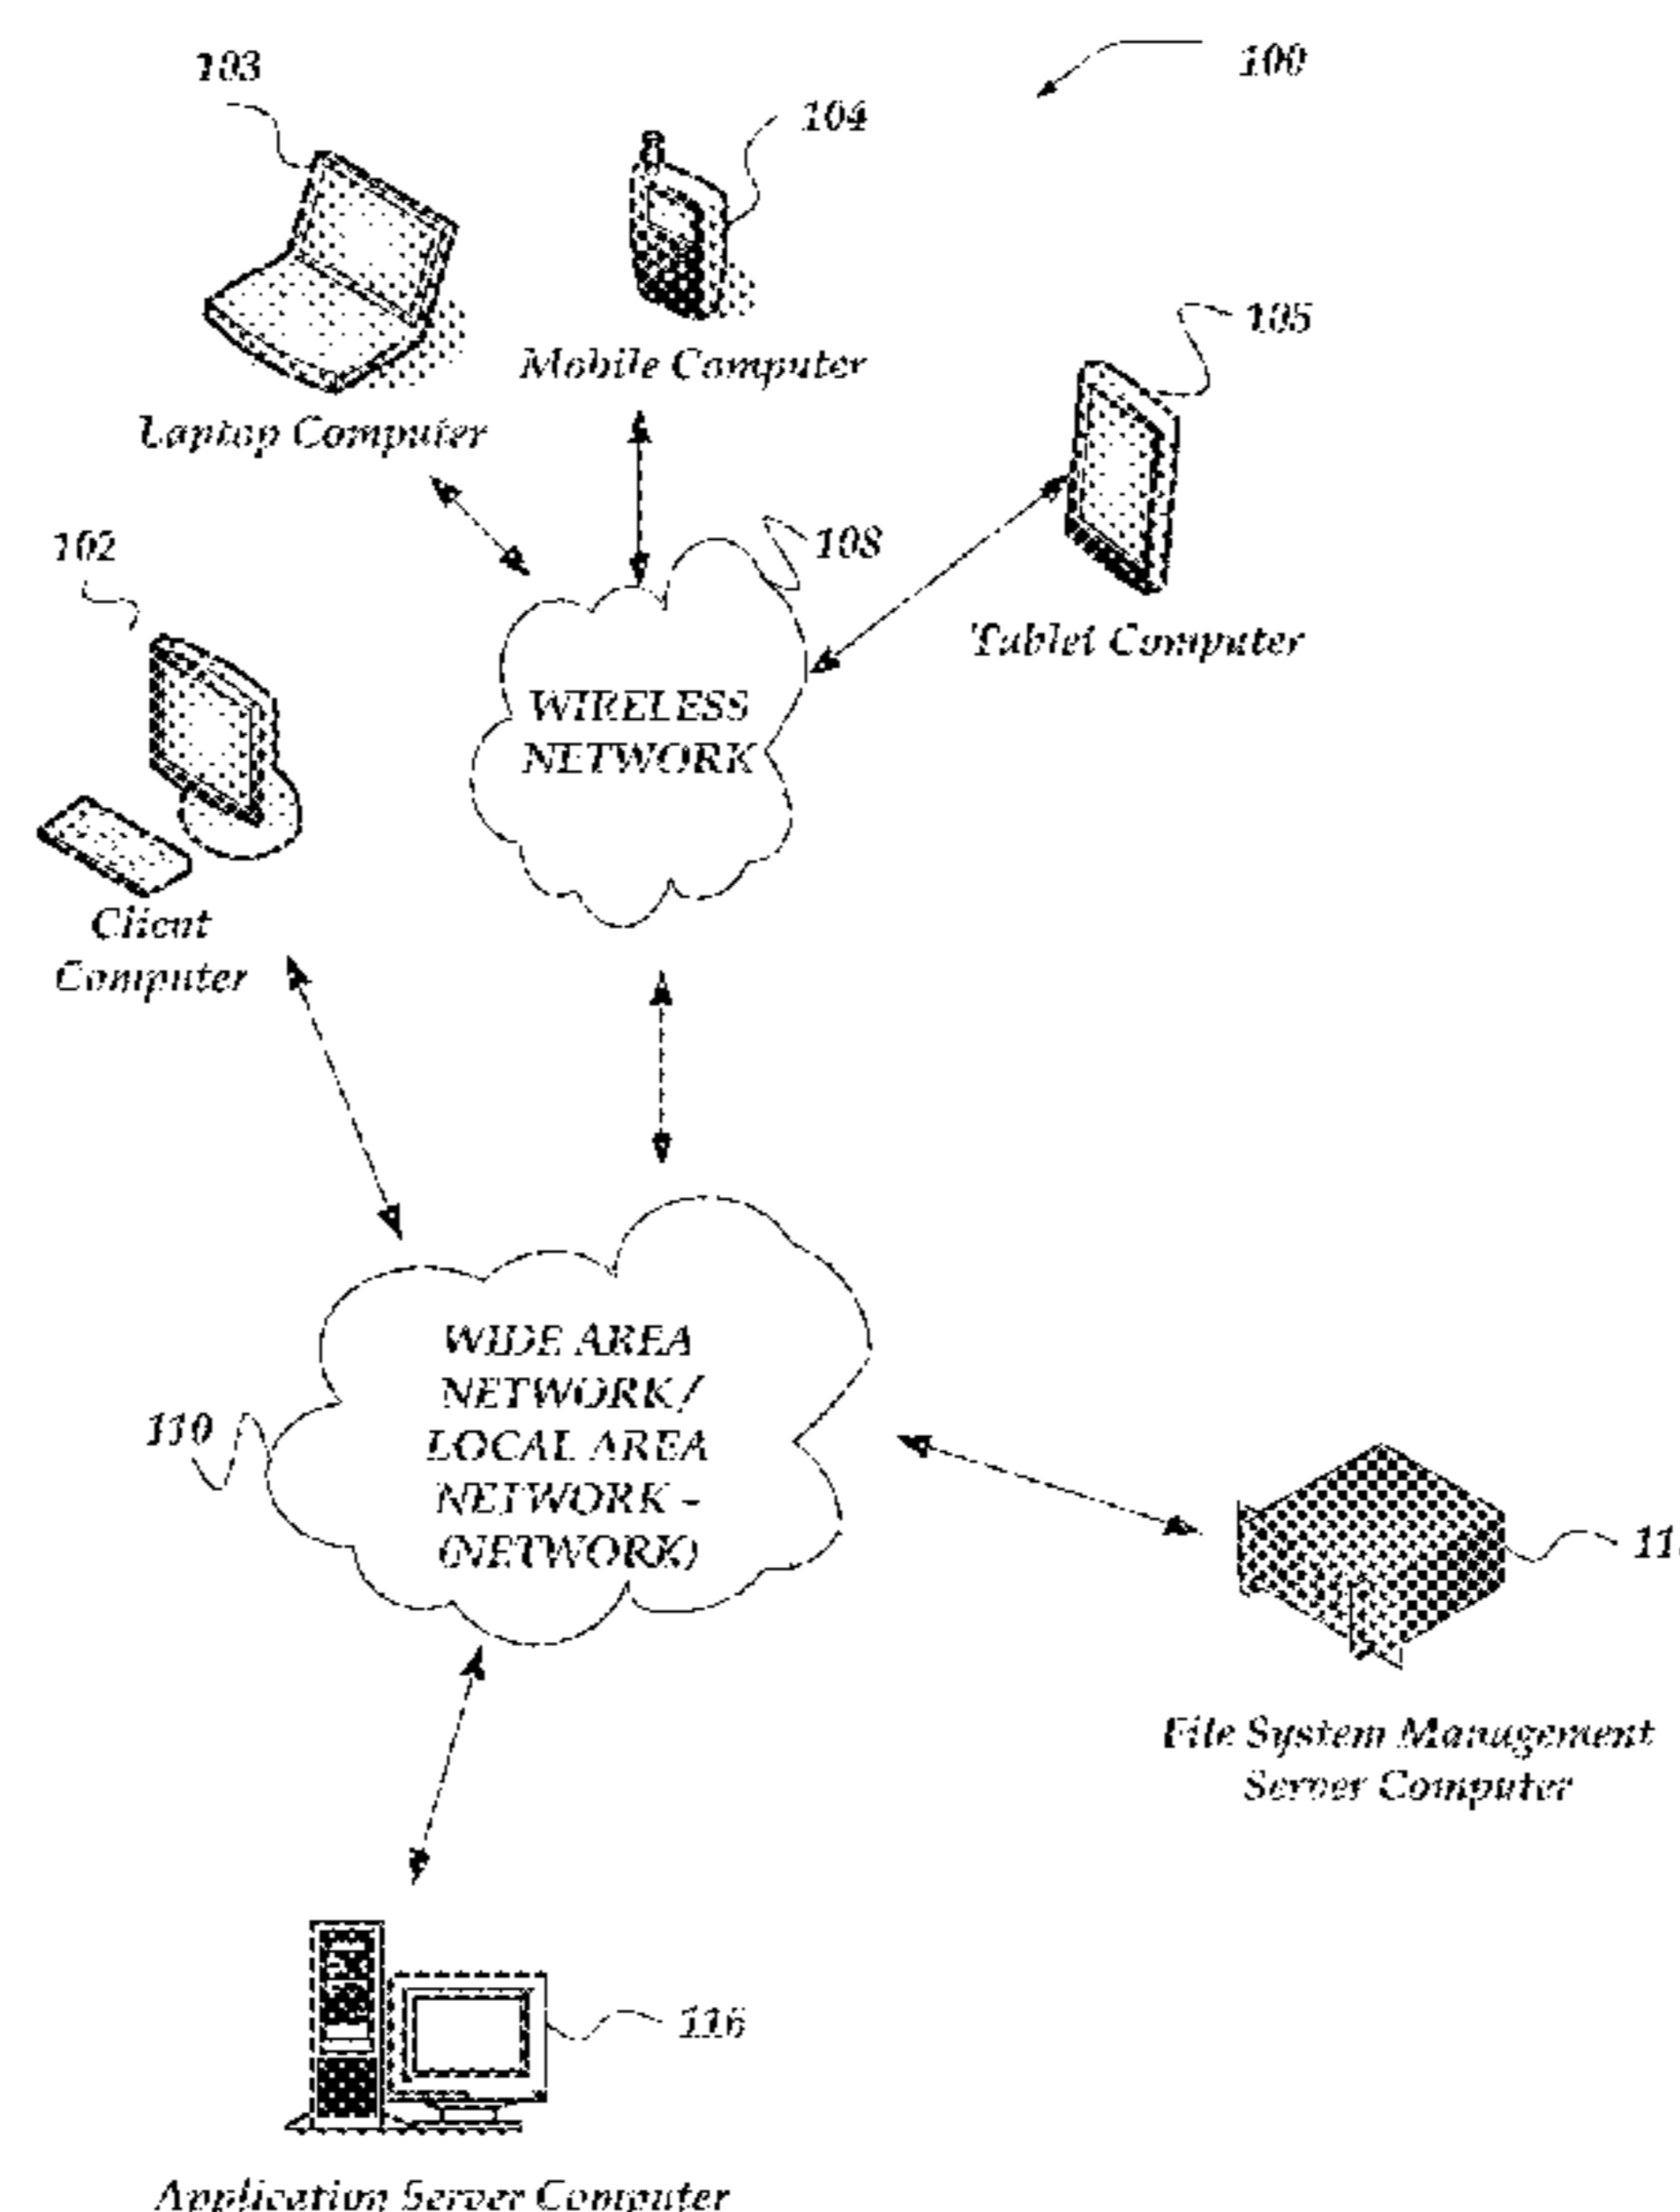 103
100
104
105
Mobile Computer
Laptop Computer
102
108
Tablet Computer
WIRELESS
NETWORK
Client
Computer
WIDE AREA
NETWORK /
LOCAL AREA
NETWORK -
(NETWORK)
110
File System Management
Server Computer
116
Application Server Computer